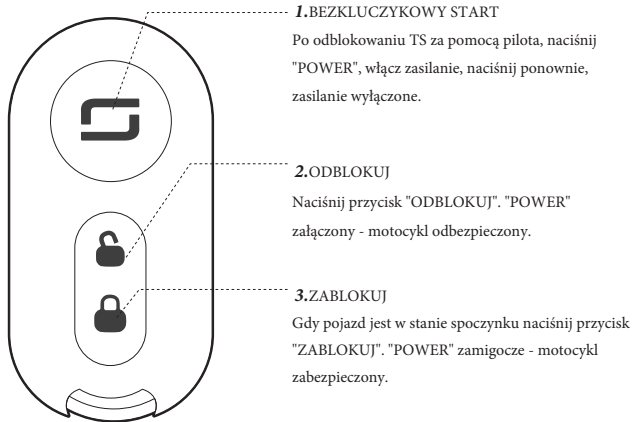 1.BEZKLUCZYKOWY START
Po odblokowaniu TS za pomocą pilota, naciśnij
"POWER", włącz zasilanie, naciśnij ponownie,
zasilanie wyłączone.
2.ODBLOKUJ
Naciśnij przycisk "ODBLOKUJ". "POWER"
załączony - motocykl odbezpieczony.
3.ZABLOKUJ
Gdy pojazd jest w stanie spoczynku naciśnij przycisk
"ZABLOKUJ". "POWER" zamigocze - motocykl
zabezpieczony.